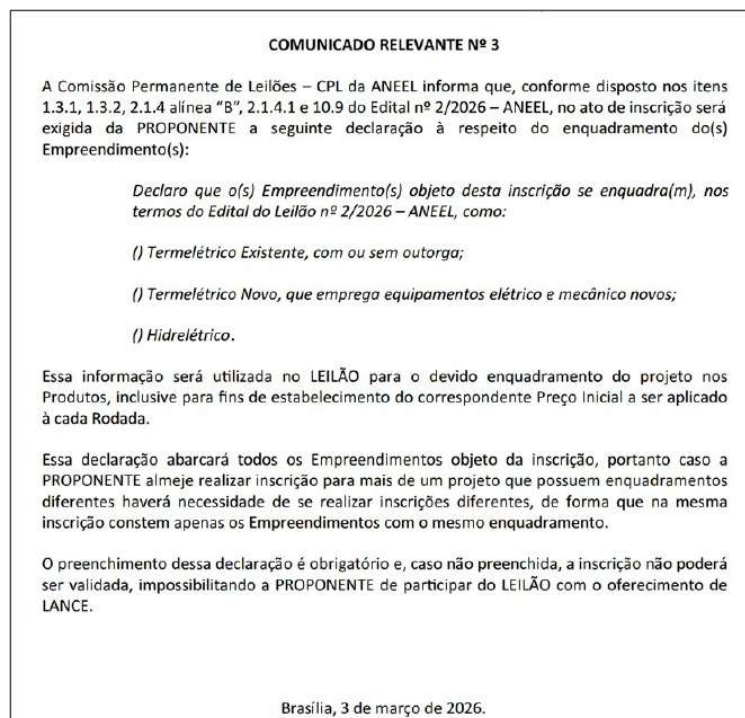 COMUNICADO RELEVANTE Nº 3
A Comissão Permanente de Leilões – CPL da ANEEL informa que, conforme disposto nos itens
1.3.1, 1.3.2, 2.1.4 alínea "B", 2.1.4.1 e 10.9 do Edital nº 2/2026 – ANEEL, no ato de inscrição será
exigida da PROPONENTE a seguinte declaração à respeito do enquadramento do(s)
Empreendimento(s):
Declaro que o(s) Empreendimento(s) objeto desta inscrição se enquadra(m), nos
termos do Edital do Leilão nº 2/2026 – ANEEL, como:
() Termelétrico Existente, com ou sem outorga;
() Termelétrico Novo, que emprega equipamentos elétrico e mecânico novos;
() Hidrelétrico.
Essa informação será utilizada no LEILÃO para o devido enquadramento do projeto nos
Produtos, inclusive para fins de estabelecimento do correspondente Preço Inicial a ser aplicado
à cada Rodada.
Essa declaração abarcará todos os Empreendimentos objeto da inscrição, portanto caso a
PROPONENTE almeje realizar inscrição para mais de um projeto que possuem enquadramentos
diferentes haverá necessidade de se realizar inscrições diferentes, de forma que na mesma
inscrição constem apenas os Empreendimentos com o mesmo enquadramento.
O preenchimento dessa declaração é obrigatório e, caso não preenchida, a inscrição não poderá
ser validada, impossibilitando a PROPONENTE de participar do LEILÃO com o oferecimento de
LANCE.
Brasília, 3 de março de 2026.